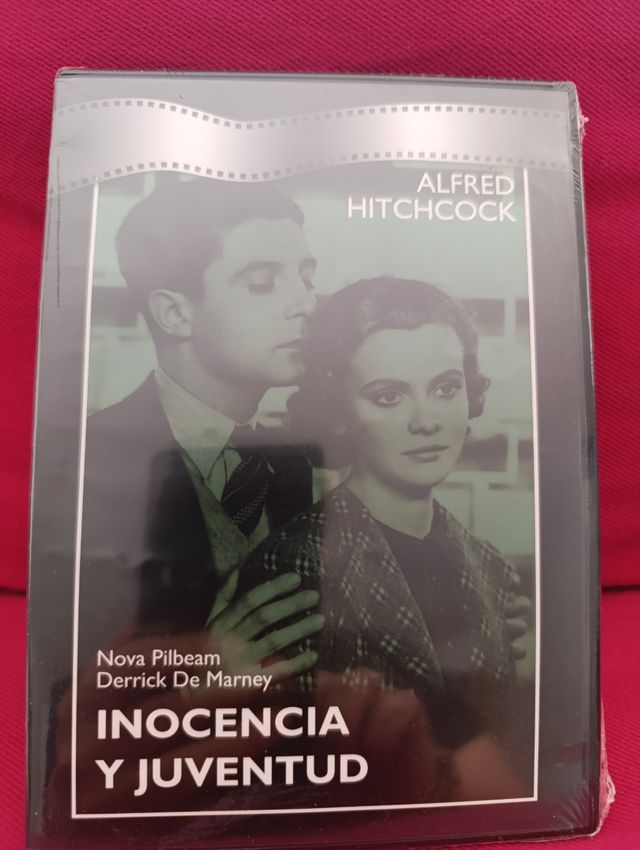 ALFRED
HITCHCOCK
Nova Pilbeam
Derrick De Marney
INOCENCIA
Y JUVENTUD